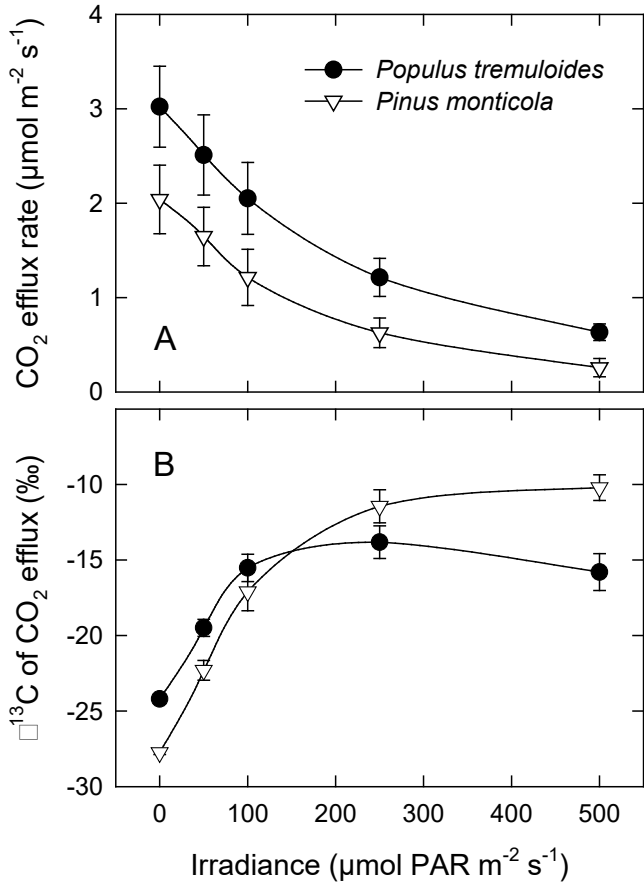 4
3
2
1
0
CO₂ efflux rate (µmol m⁻² s⁻¹)
Populus tremuloides
Pinus monticola
A
B
-10
-15
-20
-25
-30
□¹³C of CO₂ efflux (‰)
0 100 200 300 400 500
Irradiance (µmol PAR m⁻² s⁻¹)